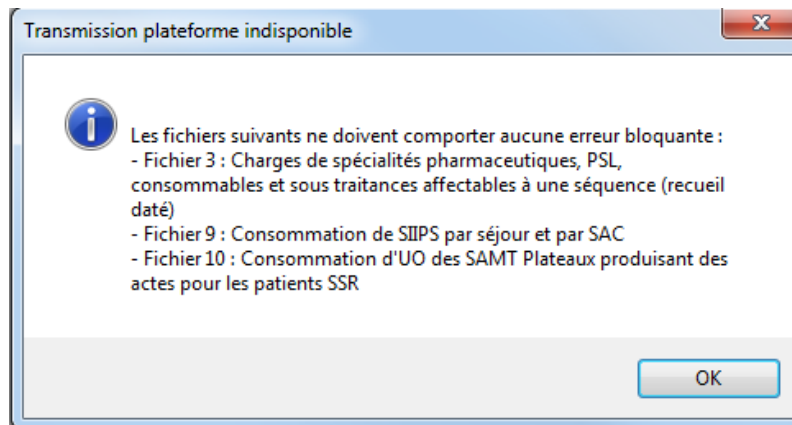 Transmission plateforme indisponible
Les fichiers suivants ne doivent comporter aucune erreur bloquante :
- Fichier 3 : Charges de spécialités pharmaceutiques, PSL,
consommables et sous traitances affectables à une séquence (recueil
daté)
- Fichier 9 : Consommation de SIIPS par séjour et par SAC
- Fichier 10 : Consommation d'UO des SAMT Plateaux produisant des
actes pour les patients SSR
OK